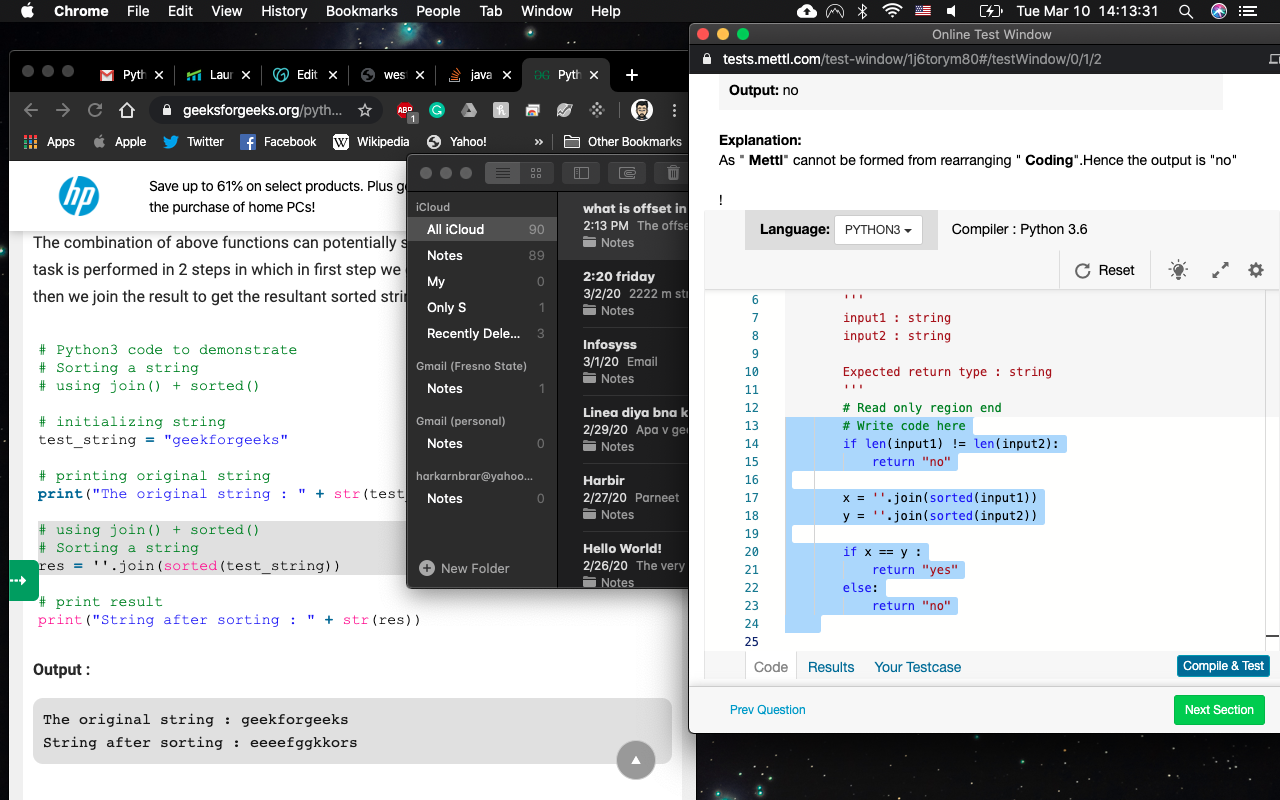 Chrome File Edit View History Bookmarks People Tab Window Help
Tue Mar 10 14:13:31
Pyth
Laur
Edit
west
java
Pyth
geeksforgeeks.org/pyth...
ABP
1
Apps
Apple
Twitter
Facebook
Wikipedia
Yahoo!
»
Other Bookmarks
hp
Save up to 61% on select products. Plus
the purchase of home PCs!
The combination of above functions can potentially
task is performed in 2 steps in which in first step we
then we join the result to get the resultant sorted
# Python3 code to demonstrate
# Sorting a string
# using join() + sorted()
# initializing string
test_string = "geekforgeeks"
# printing original string
print("The original string : " + str(test_
# using join() + sorted()
# Sorting a string
res = ''.join(sorted(test_string))
# print result
print("String after sorting : " + str(res))
Output :
The original string : geekforgeeks
String after sorting : eeeefggkkors
iCloud
All iCloud 90
Notes 89
My 0
Only S 1
Recently Dele... 3
Gmail (Fresno State)
Notes 1
Gmail (personal)
Notes 0
harkarnbrar@yahoo...
Notes 0
New Folder
what is offset in
2:13 PM The offse
Notes
2:20 friday
3/2/20 2222 m
Notes
Infosyss
3/1/20 Email
Notes
Linea diya bna k
2/29/20 Apa v
Notes
Harbir
2/27/20 Parneet
Notes
Hello World!
2/26/20 The very
Notes
Online Test Window
tests.mettl.com/test-window/1j6torym80#/testWindow/0/1/2
Output: no
Explanation:
As " Mettl" cannot be formed from rearranging " Coding".Hence the output is "no"
!
Language: PYTHON3 Compiler : Python 3.6
Reset
6 '''
7 input1 : string
8 input2 : string
9
10 Expected return type : string
11 '''
12 # Read only region end
13 # Write code here
14 if len(input1) != len(input2):
15 return "no"
16
17 x = ''.join(sorted(input1))
18 y = ''.join(sorted(input2))
19
20 if x == y :
21 return "yes"
22 else:
23 return "no"
24
25
Code Results Your Testcase Compile & Test
Prev Question Next Section